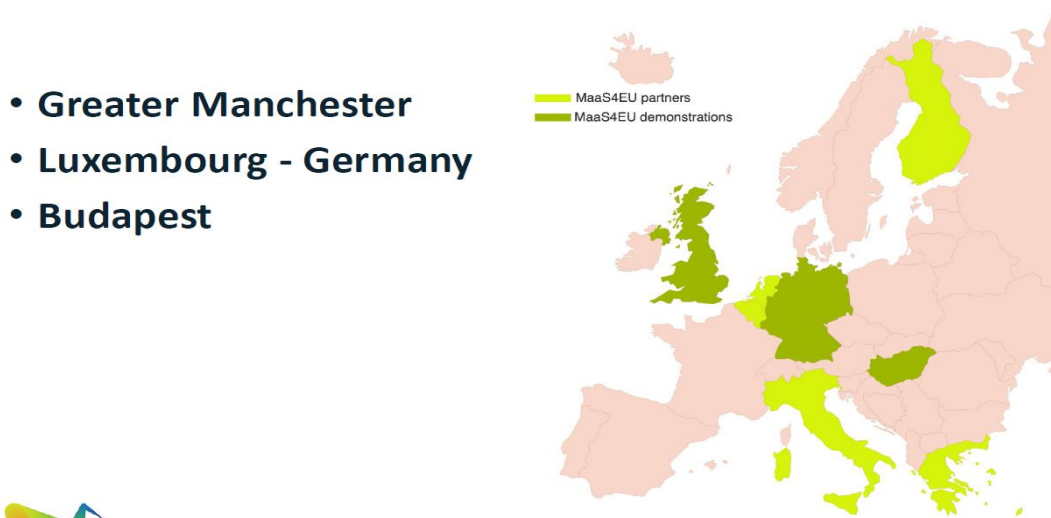 • Greater Manchester
• Luxembourg - Germany
• Budapest
MaaS4EU partners
MaaS4EU demonstrations